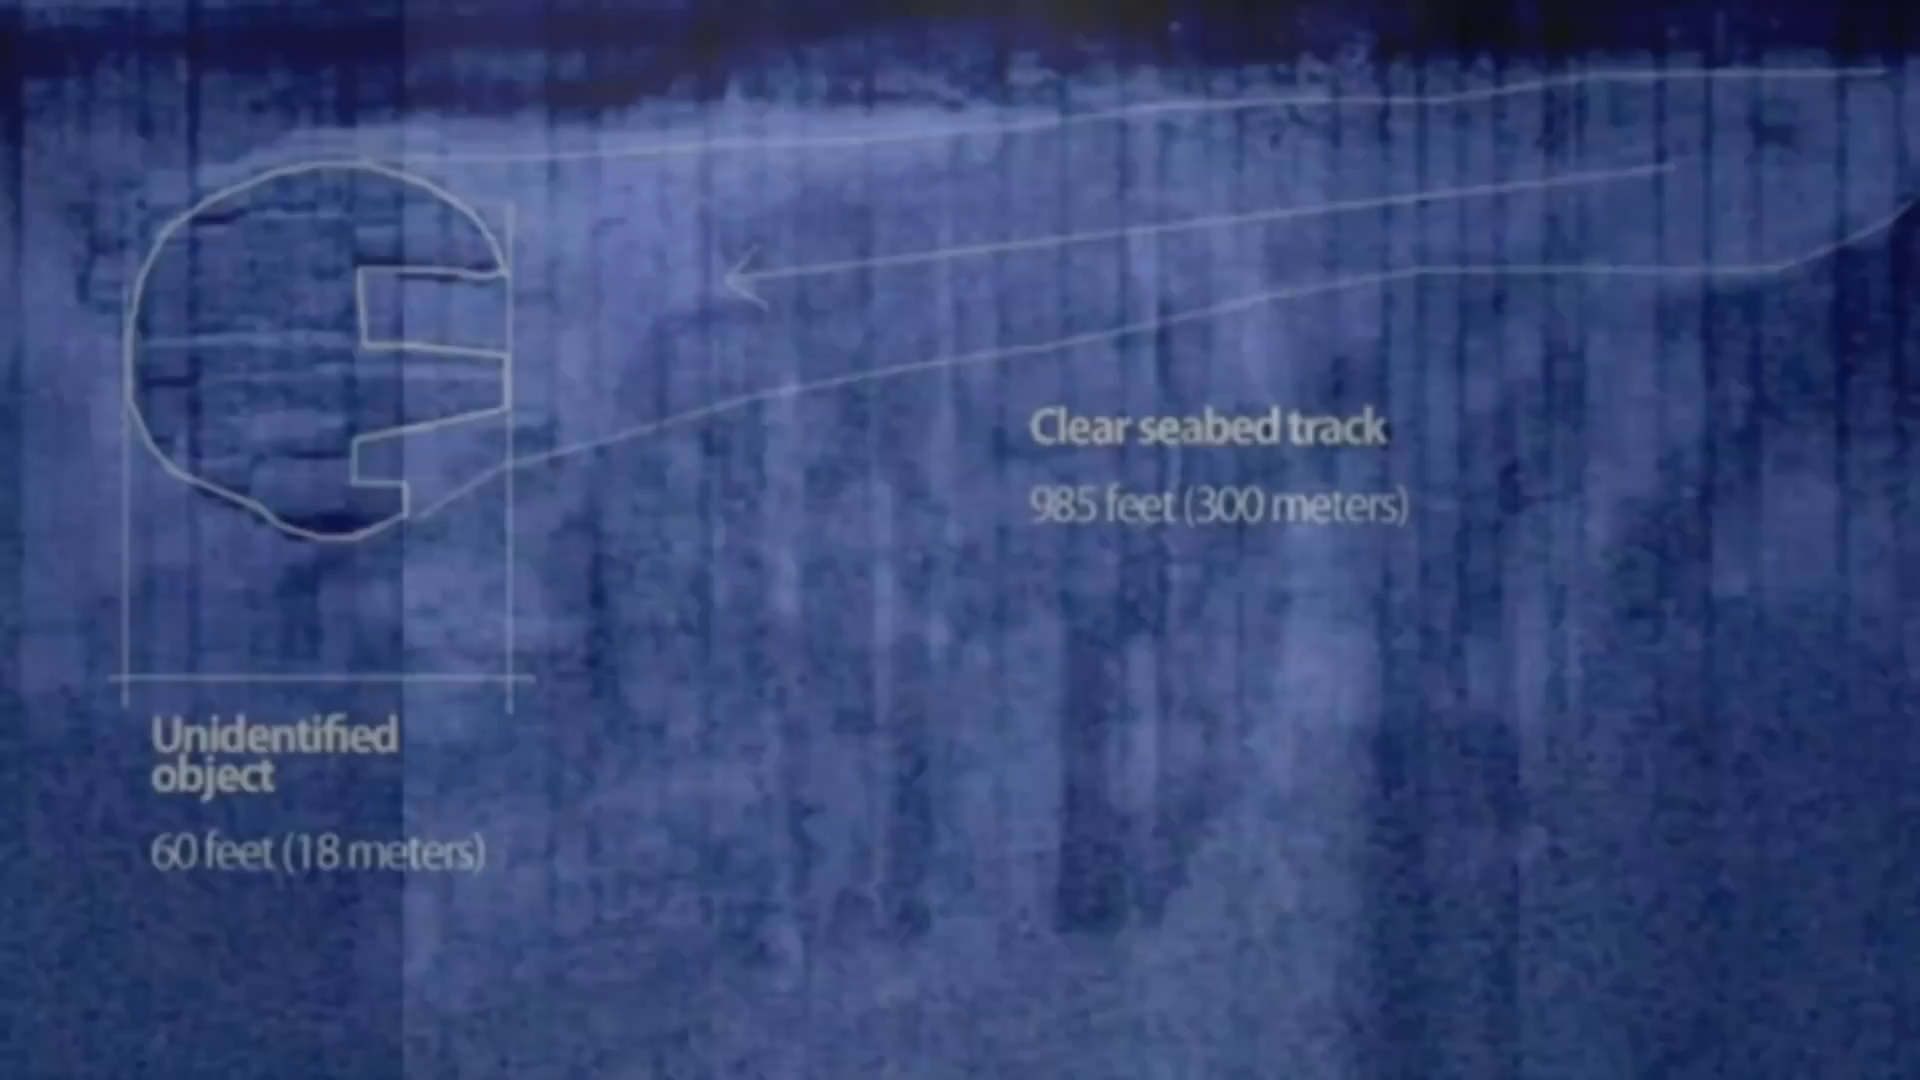 Clear seabed track
985 feet (300 meters)
Unidentified
object
60 feet (18 meters)